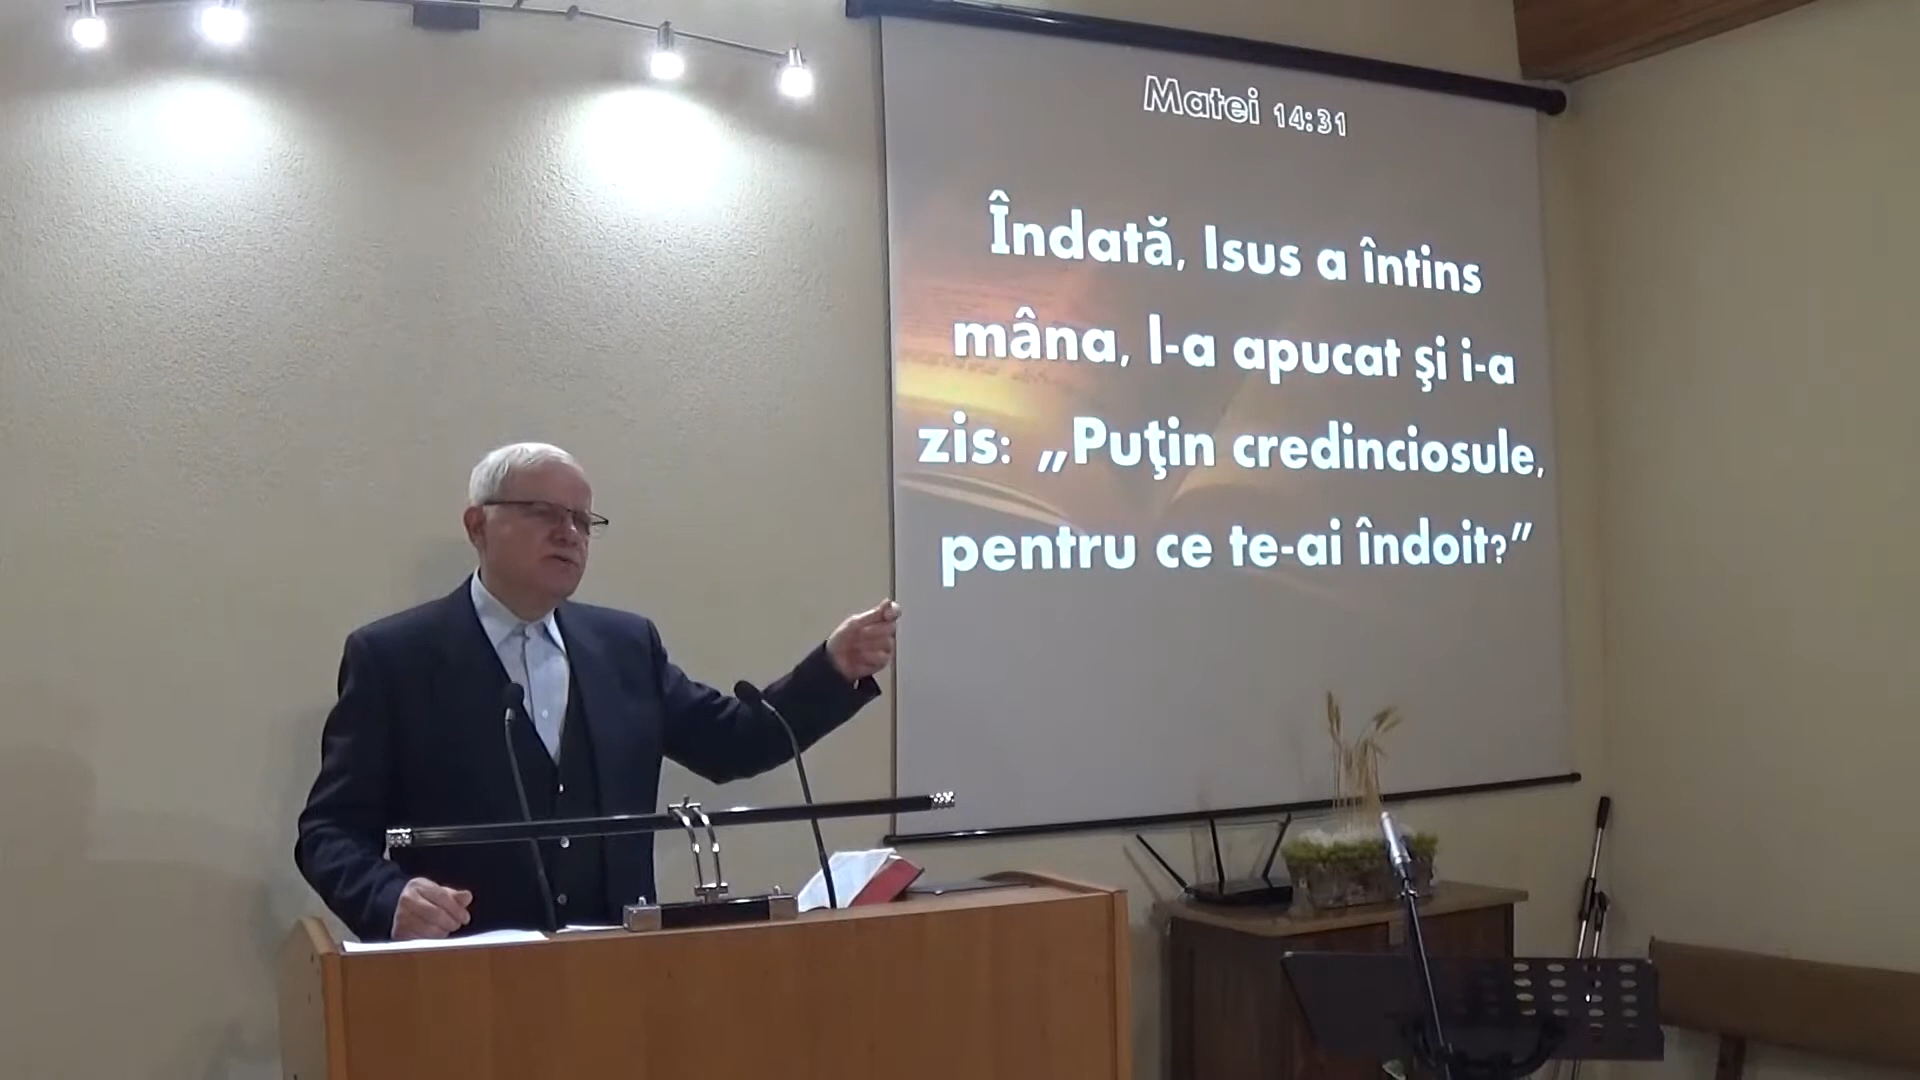 Matei 14:31
Îndată, Isus a întins
mâna, l-a apucat şi i-a
zis: „Puţin credinciosule,
pentru ce te-ai îndoit?”